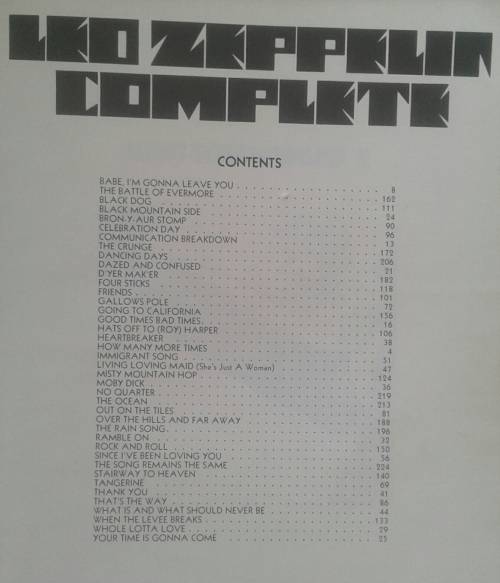 LED ZEPPELIN
COMPLETE
CONTENTS
BABE, I'M GONNA LEAVE YOU . . . 8
THE BATTLE OF EVERMORE . . . 162
BLACK DOG . . . 111
BLACK MOUNTAIN SIDE . . . 24
BRON-Y-AUR STOMP . . . 90
CELEBRATION DAY . . . 96
COMMUNICATION BREAKDOWN . . . 13
THE CRUNGE . . . 172
DANCING DAYS . . . 206
DAZED AND CONFUSED . . . 21
D'YER MAK'ER . . . 182
FOUR STICKS . . . 118
FRIENDS . . . 101
GALLOWS POLE . . . 72
GOING TO CALIFORNIA . . . 156
GOOD TIMES BAD TIMES . . . 16
HATS OFF TO (ROY) HARPER . . . 106
HEARTBREAKER . . . 38
HOW MANY MORE TIMES . . . 4
IMMIGRANT SONG . . . 51
LIVING LOVING MAID (She's Just A Woman) . . . 47
MISTY MOUNTAIN HOP . . . 124
MOBY DICK . . . 36
NO QUARTER . . . 219
THE OCEAN . . . 213
OUT ON THE TILES . . . 81
OVER THE HILLS AND FAR AWAY . . . 188
THE RAIN SONG . . . 196
RAMBLE ON . . . 32
ROCK AND ROLL . . . 150
SINCE I'VE BEEN LOVING YOU . . . 56
THE SONG REMAINS THE SAME . . . 224
STAIRWAY TO HEAVEN . . . 140
TANGERINE . . . 69
THANK YOU . . . 41
THAT'S THE WAY . . . 86
WHAT IS AND WHAT SHOULD NEVER BE . . . 44
WHEN THE LEVEE BREAKS . . . 133
WHOLE LOTTA LOVE . . . 29
YOUR TIME IS GONNA COME . . . 25